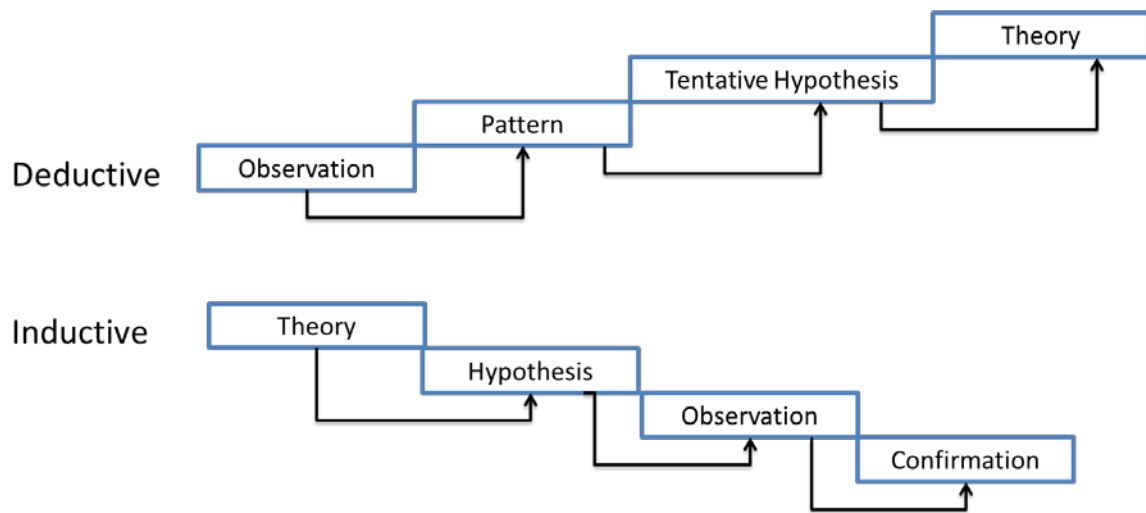 Theory
Tentative Hypothesis
Pattern
Deductive
Observation
Inductive
Theory
Hypothesis
Observation
Confirmation